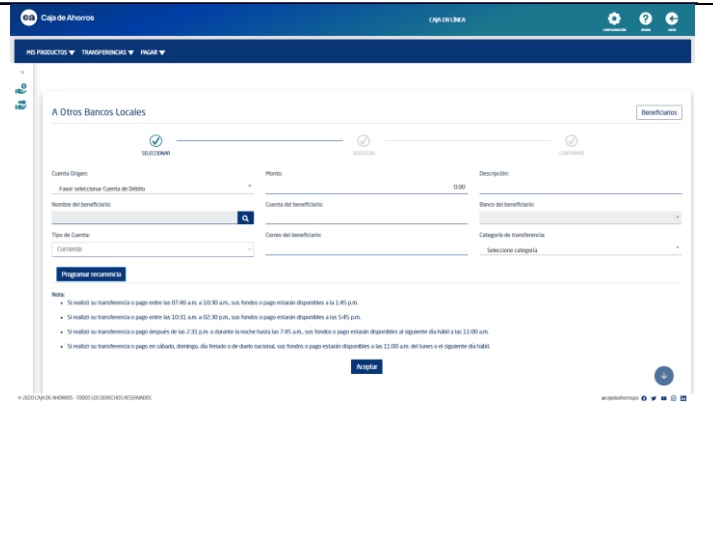 ca Caja de Ahorros
CAJA EN LÍNEA
CONFIGURACIÓN AYUDA SALIR
MIS PRODUCTOS TRANSFERENCIAS PAGAR
A Otros Bancos Locales
Beneficiarios
SELECCIONAR VERIFICAR CONFIRMAR
Cuenta Origen: Monto: Descripción:
Favor seleccionar Cuenta de Débito 0.00
Nombre del beneficiario: Cuenta del beneficiario: Banco del beneficiario:
Tipo de Cuenta: Correo del beneficiario: Categoría de transferencia:
Corriente Seleccione categoría
Programar recurrencia
Nota:
• Si realizó su transferencia o pago entre las 07:46 a.m. a 10:30 a.m., sus fondos o pago estarán disponibles a la 1:45 p.m.
• Si realizó su transferencia o pago entre las 10:31 a.m. a 02:30 p.m., sus fondos o pago estarán disponibles a las 5:45 p.m.
• Si realizó su transferencia o pago después de las 2:31 p.m. o durante la noche hasta las 7:45 a.m., sus fondos o pago estarán disponibles al siguiente día hábil a las 11:00 a.m.
• Si realizó su transferencia o pago en sábado, domingo, día feriado o de duelo nacional, sus fondos o pago estarán disponibles a las 11:00 a.m. del lunes o el siguiente día hábil.
Aceptar
© 2020 CAJA DE AHORROS · TODOS LOS DERECHOS RESERVADOS
@cajadeahorrospa